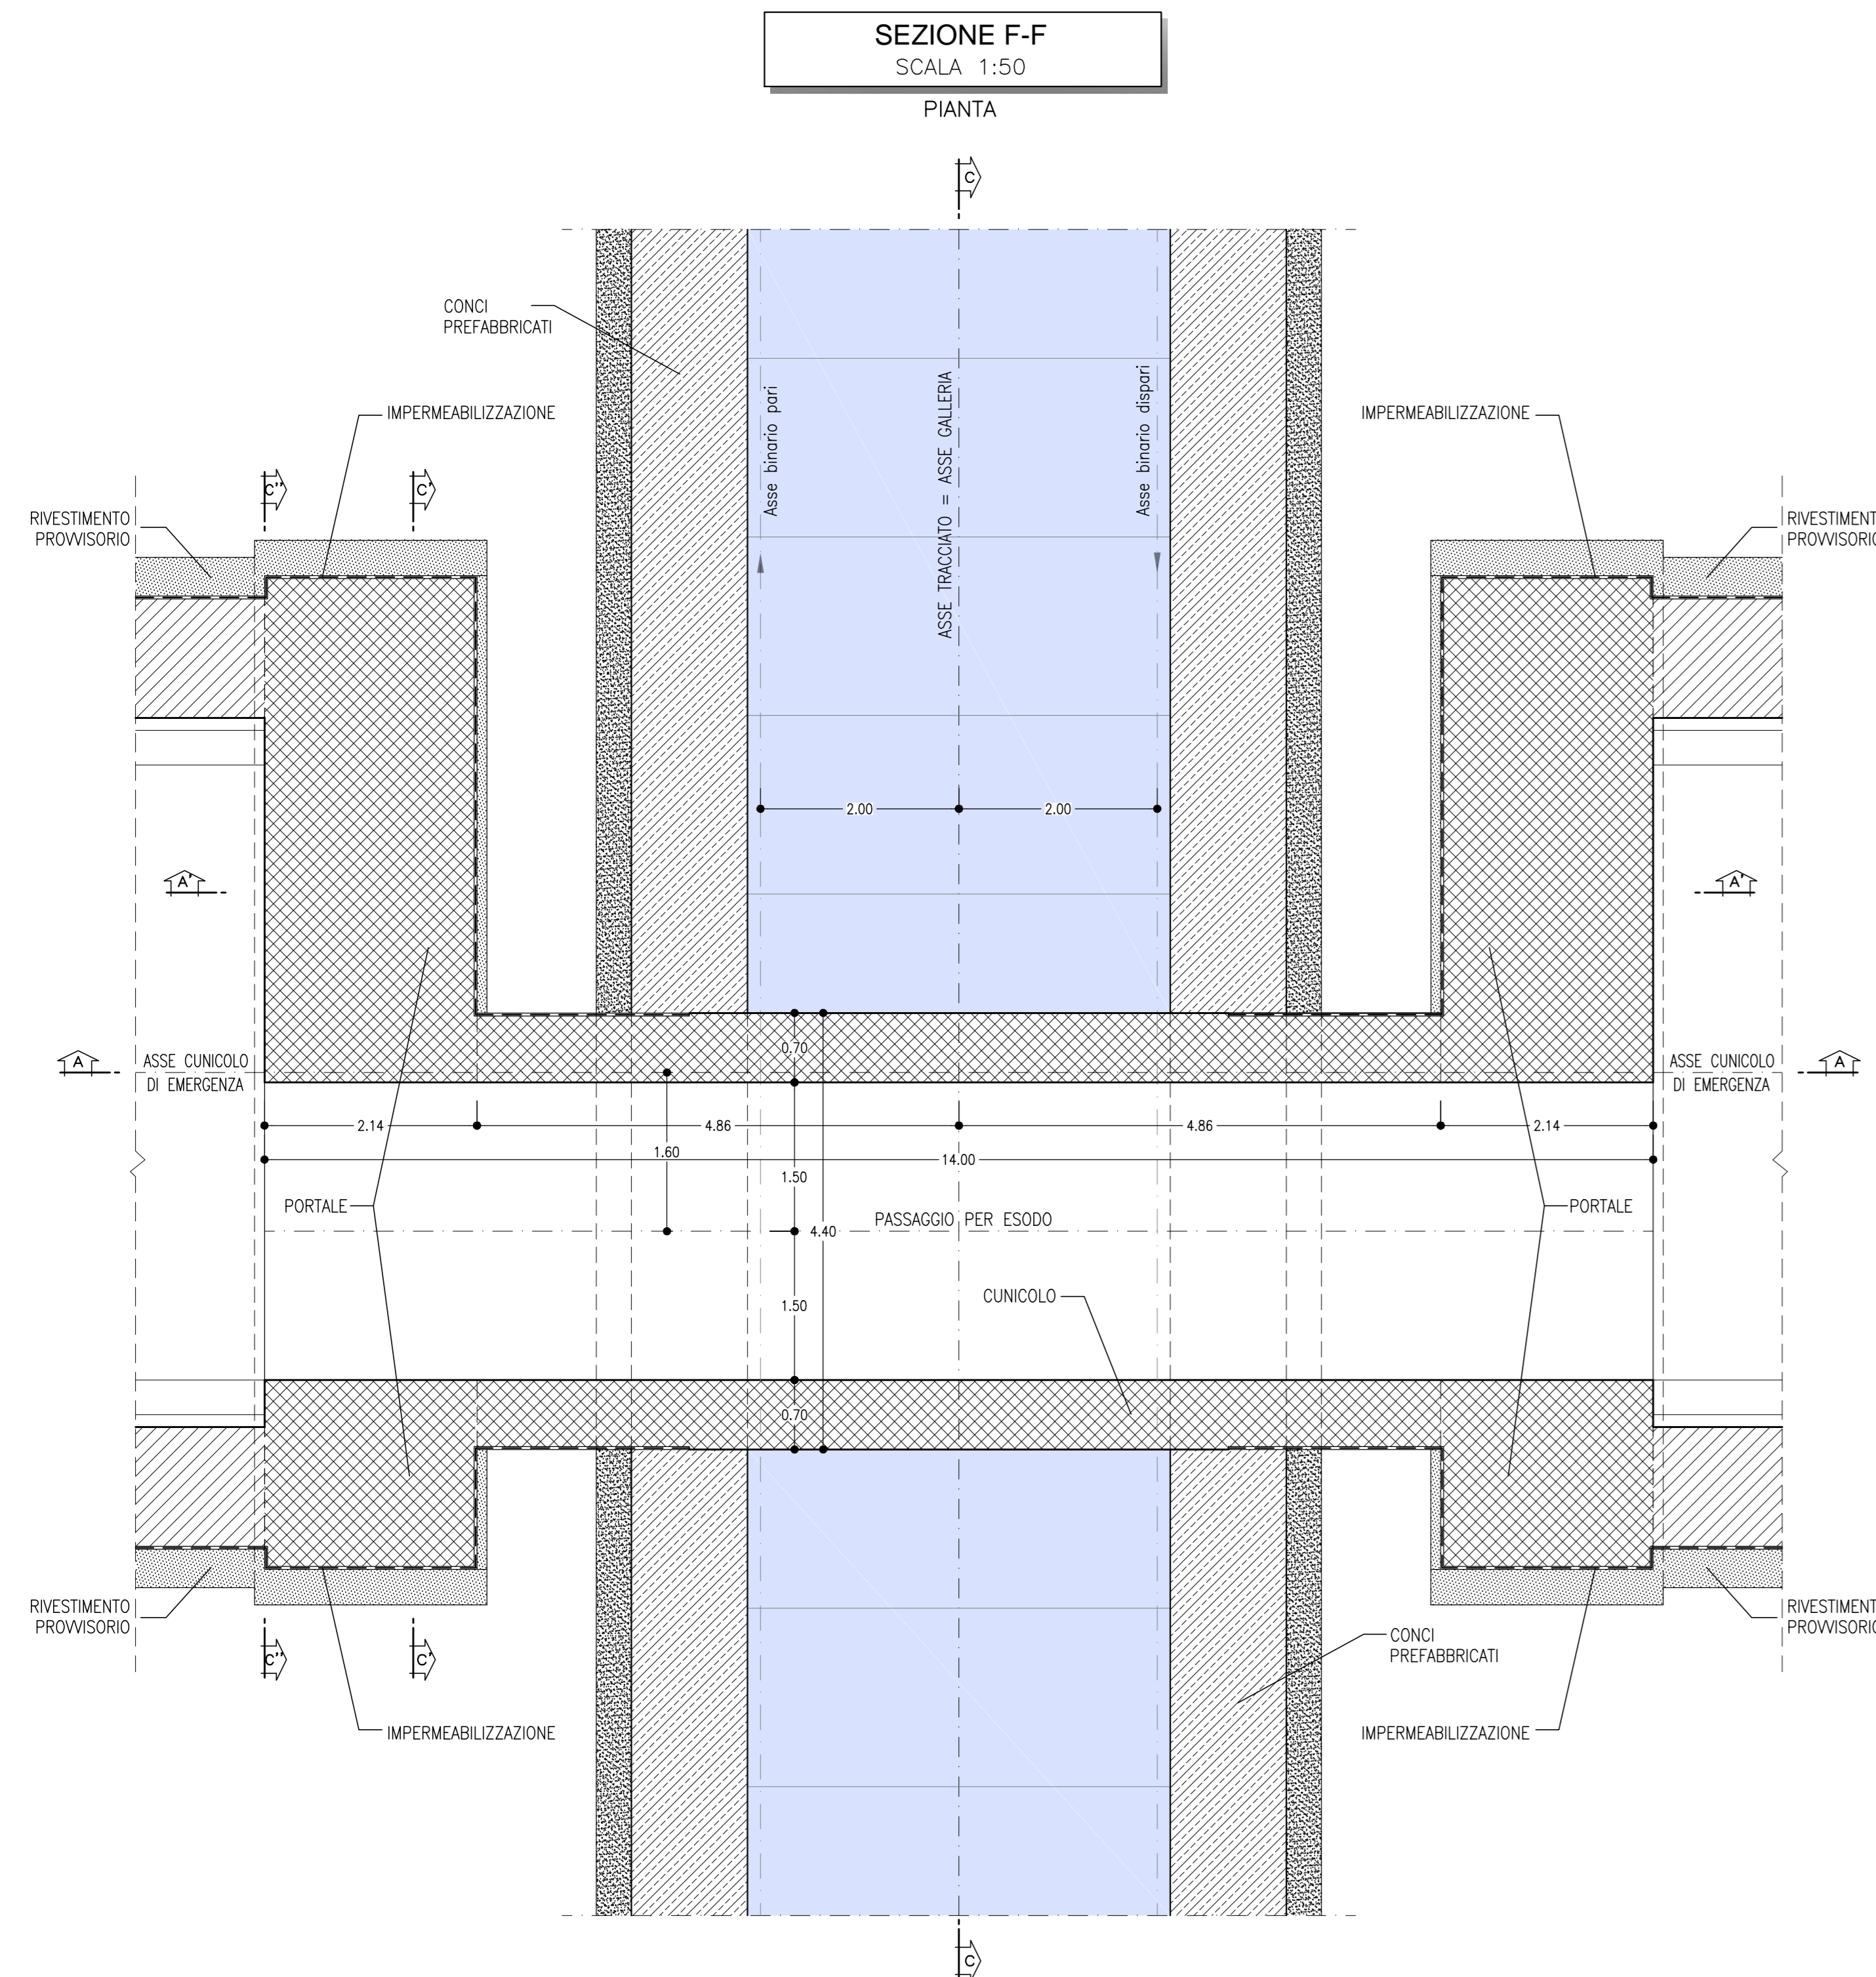 SEZIONE F-F
SCALA 1:50
PIANTA
C
CONCI
PREFABBRICATI
IMPERMEABILIZZAZIONE
IMPERMEABILIZZAZIONE
Asse binario pari
ASSE TRACCIATO = ASSE GALLERIA
Asse binario dispari
C''
C'
RIVESTIMENTO
PROVVISORIO
RIVESTIMENT
PROVVISORIO
2.00
2.00
A'
A'
0.70
A
ASSE CUNICOLO
DI EMERGENZA
ASSE CUNICOLO
DI EMERGENZA
A
2.14
4.86
4.86
2.14
1.60
14.00
1.50
PORTALE
PASSAGGIO PER ESODO
PORTALE
4.40
CUNICOLO
1.50
0.70
RIVESTIMENTO
PROVVISORIO
RIVESTIMENT
PROVVISORIO
CONCI
PREFABBRICATI
C''
C'
IMPERMEABILIZZAZIONE
IMPERMEABILIZZAZIONE
C